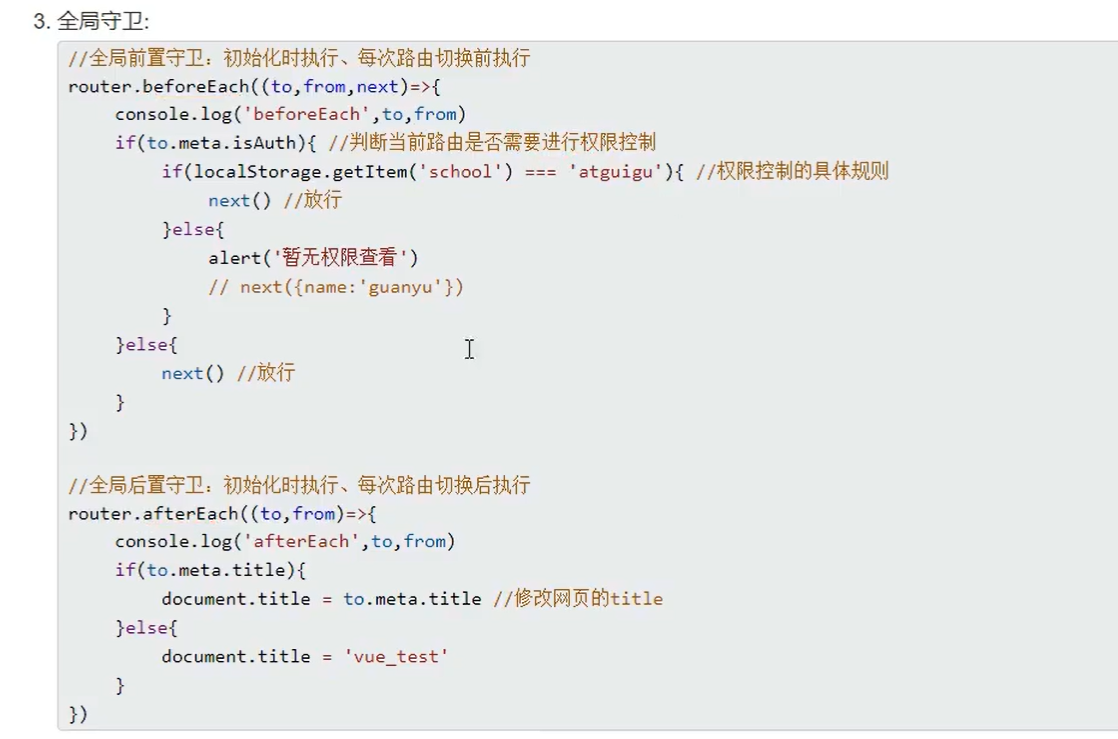 3. 全局守卫:
//全局前置守卫：初始化时执行、每次路由切换前执行
router.beforeEach((to,from,next)=>{
    console.log('beforeEach',to,from)
    if(to.meta.isAuth){ //判断当前路由是否需要进行权限控制
        if(localStorage.getItem('school') === 'atguigu'){ //权限控制的具体规则
            next() //放行
        }else{
            alert('暂无权限查看')
            // next({name:'guanyu'})
        }
    }else{
        next() //放行
    }
})
//全局后置守卫：初始化时执行、每次路由切换后执行
router.afterEach((to,from)=>{
    console.log('afterEach',to,from)
    if(to.meta.title){
        document.title = to.meta.title //修改网页的title
    }else{
        document.title = 'vue_test'
    }
})